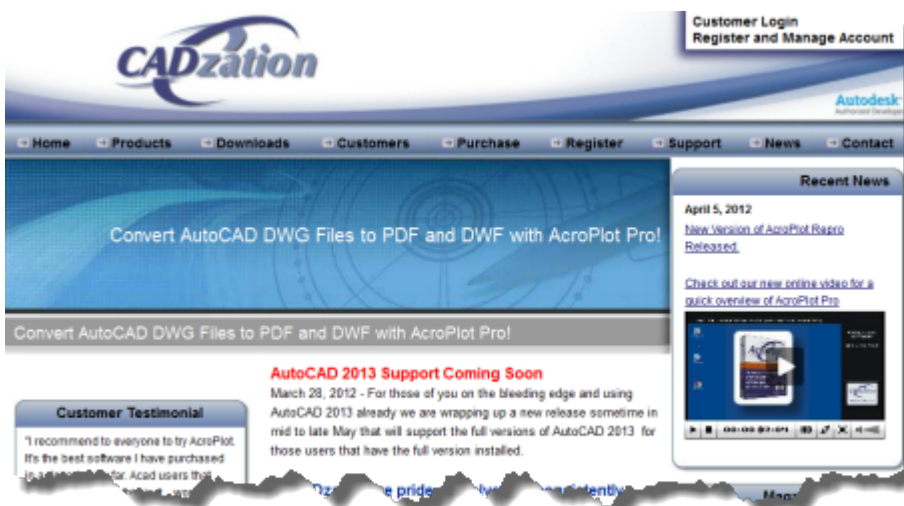 Customer Login
Register and Manage Account
CADzation
Autodesk
Authorized Developer
Home Products Downloads Customers Purchase Register Support News Contact
Convert AutoCAD DWG Files to PDF and DWF with AcroPlot Pro!
Recent News
April 5, 2012
New Version of AcroPlot Repro
Released.
Check out our new online video for a
quick overview of AcroPlot Pro
Convert AutoCAD DWG Files to PDF and DWF with AcroPlot Pro!
AutoCAD 2013 Support Coming Soon
March 28, 2012 - For those of you on the bleeding edge and using
AutoCAD 2013 already we are wrapping up a new release sometime in
mid to late May that will support the full versions of AutoCAD 2013 for
those users that have the full version installed.
Customer Testimonial
"I recommend to everyone to try AcroPlot.
It's the best software I have purchased
far. Acad users that